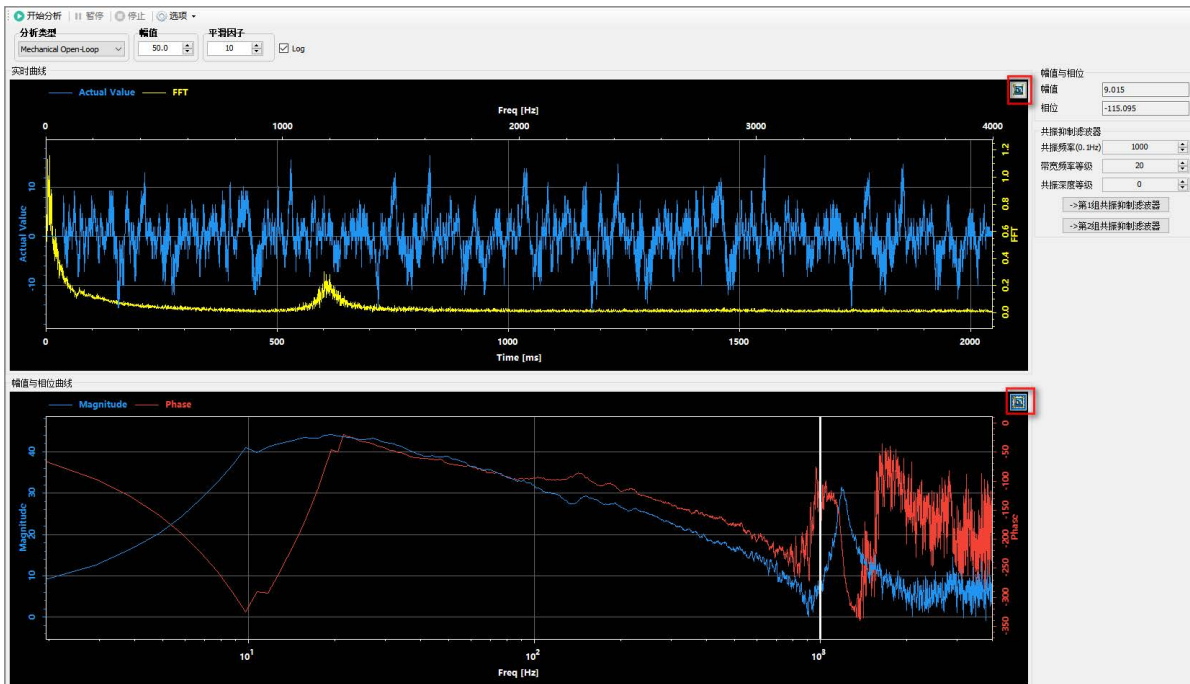 开始分析 暂停 停止 选项
分析类型 幅值 平滑因子
Mechanical Open-Loop 50.0 10 Log
实时曲线
Actual Value FFT
Freq [Hz]
0 1000 2000 3000 4000
10
0
-10
Actual Value
1.2
1.0
0.8
0.6
0.4
0.2
0.0
FFT
0 500 1000 1500 2000
Time [ms]
幅值与相位曲线
Magnitude Phase
40
30
20
10
0
Magnitude
0
-50
-100
-150
-200
-250
-300
-350
Phase
10¹ 10² 10³
Freq [Hz]
幅值与相位
幅值 9.015
相位 -115.095
共振抑制滤波器
共振频率(0.1Hz) 1000
带宽频率等级 20
共振深度等级 0
->第1组共振抑制滤波器
->第2组共振抑制滤波器